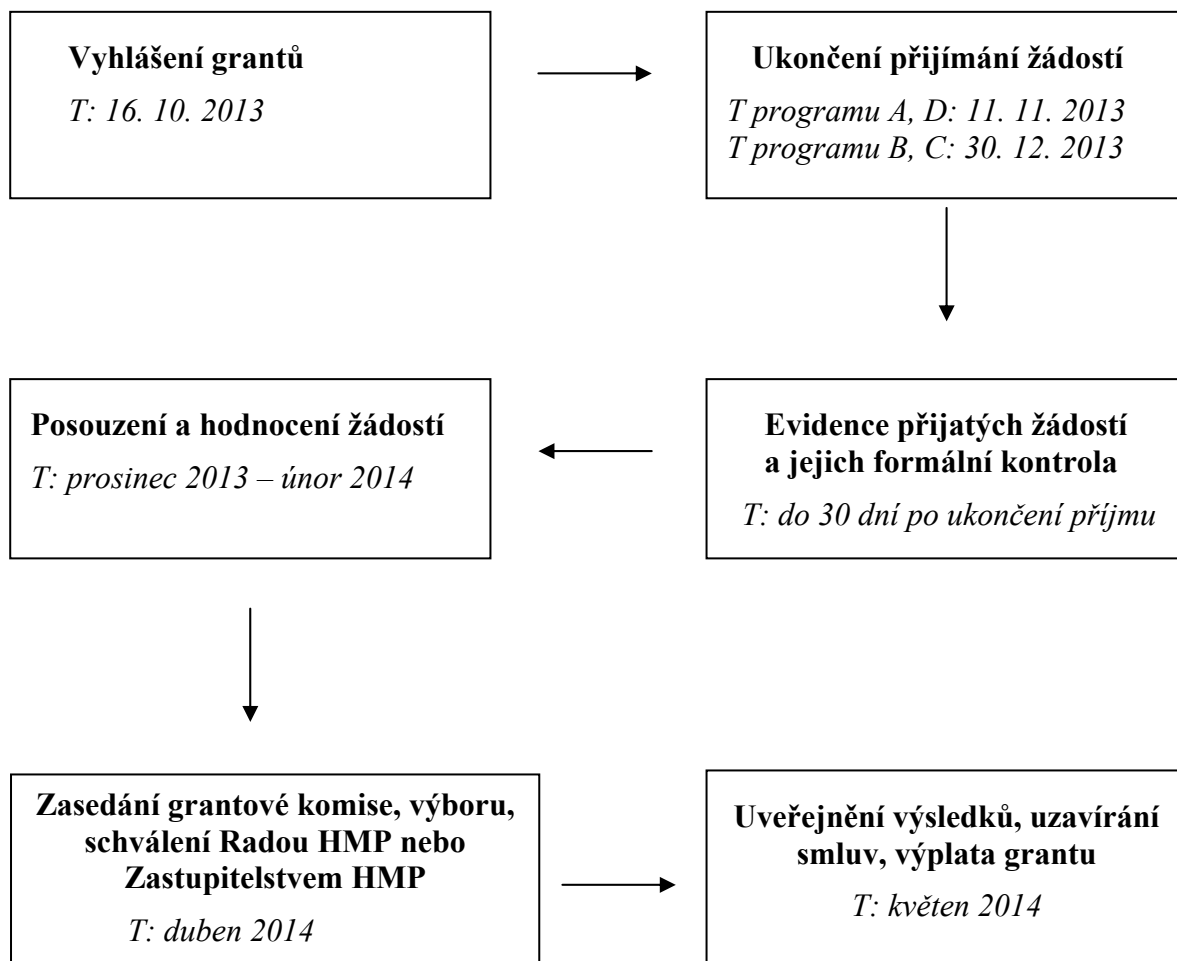 Vyhlášení grantů
T: 16. 10. 2013
Ukončení přijímání žádostí
T programu A, D: 11. 11. 2013
T programu B, C: 30. 12. 2013
Evidence přijatých žádostí
a jejich formální kontrola
T: do 30 dní po ukončení příjmu
Posouzení a hodnocení žádostí
T: prosinec 2013 – únor 2014
Zasedání grantové komise, výboru,
schválení Radou HMP nebo
Zastupitelstvem HMP
T: duben 2014
Uveřejnění výsledků, uzavírání
smluv, výplata grantu
T: květen 2014